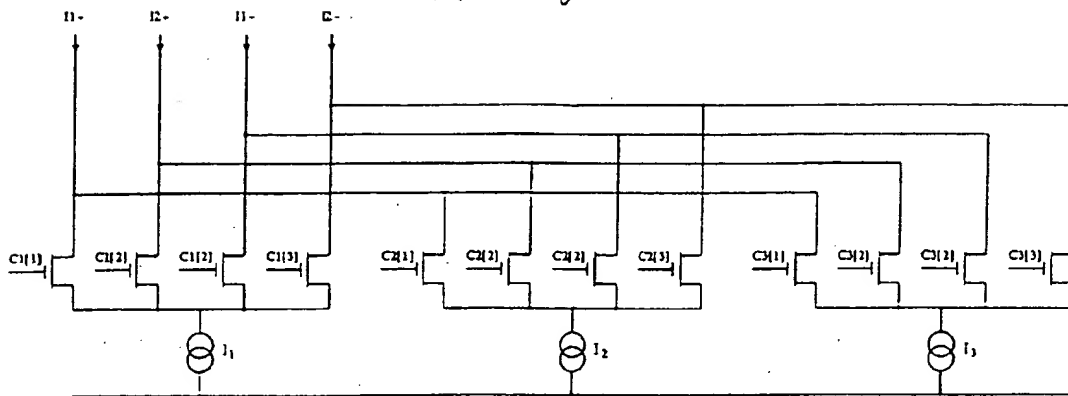 I1- I2- I1- I2-
C1[1] C1[2] C1[2] C1[3] C2[1] C2[2] C2[2] C2[3] C3[1] C3[2] C3[2] C3[3]
I1 I2 I3